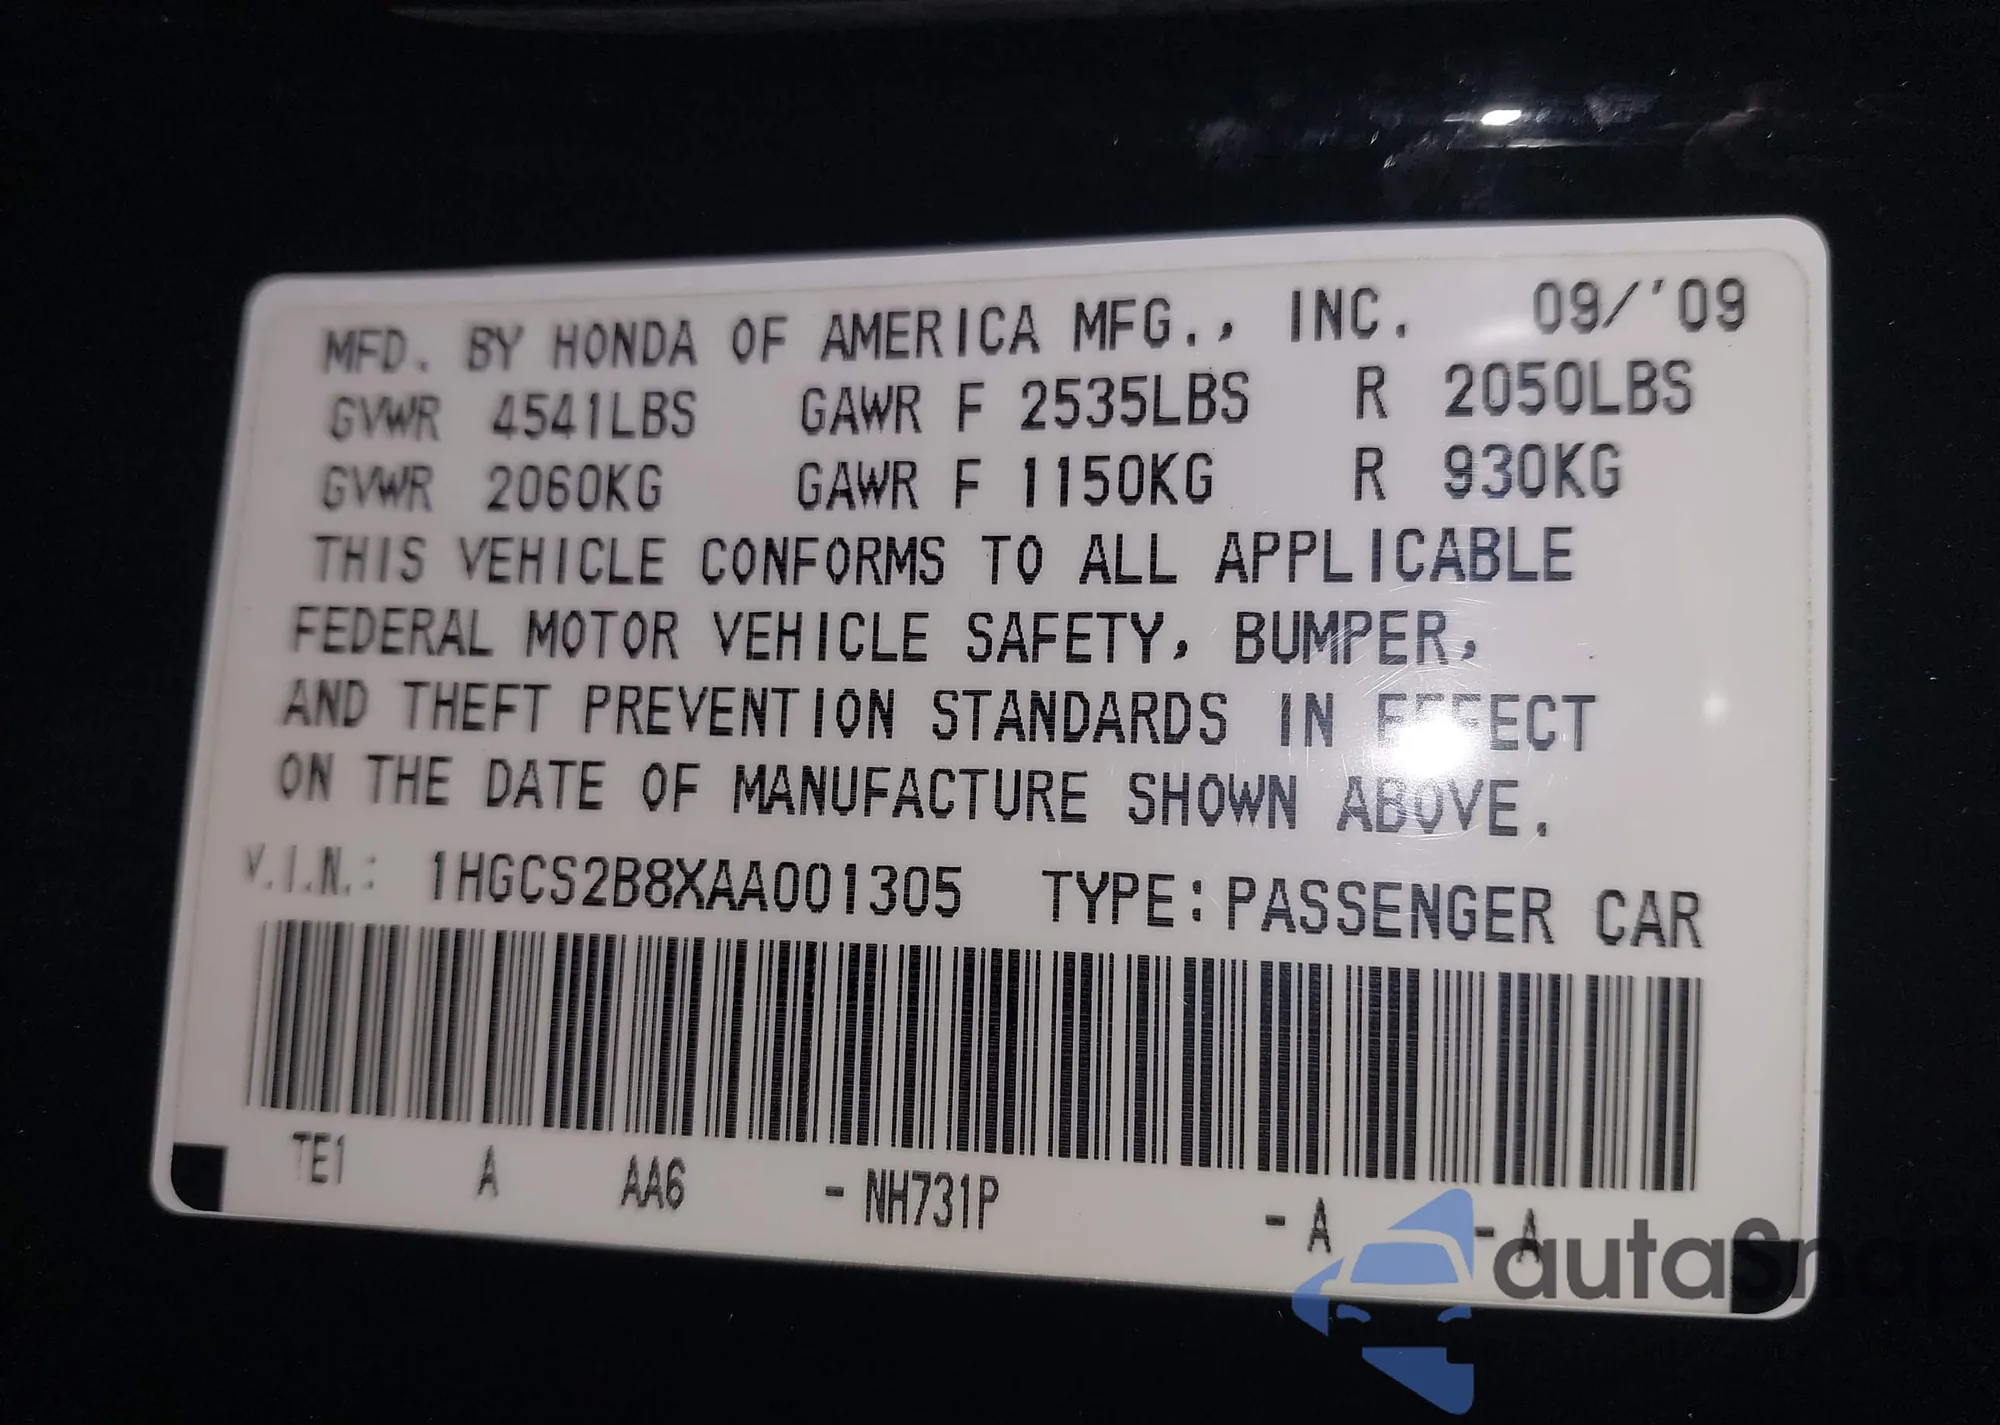 MFD. BY HONDA OF AMERICA MFG., INC. 09/'09
GVWR 4541LBS GAWR F 2535LBS R 2050LBS
GVWR 2060KG GAWR F 1150KG R 930KG
THIS VEHICLE CONFORMS TO ALL APPLICABLE
FEDERAL MOTOR VEHICLE SAFETY, BUMPER,
AND THEFT PREVENTION STANDARDS IN EFFECT
ON THE DATE OF MANUFACTURE SHOWN ABOVE.
V.I.N.: 1HGCS2B8XAA001305 TYPE: PASSENGER CAR
TE1 A AA6 - NH731P - A - A
autaSnap